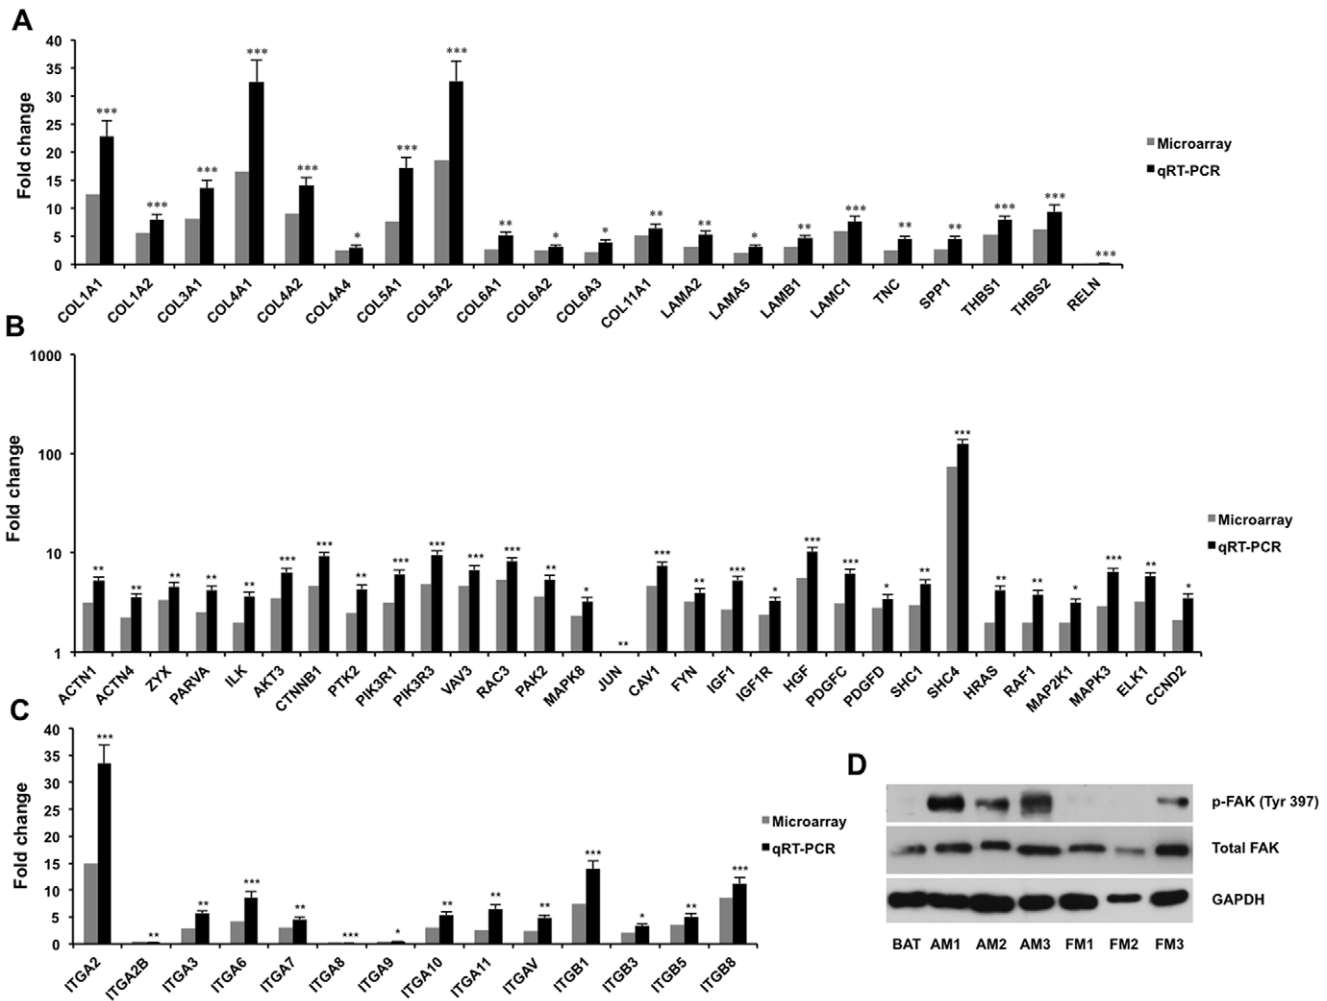 A
Fold change
40
35
30
25
20
15
10
5
0
*** *** *** *** *** * *** *** ** * * ** ** * ** *** ** ** *** *** ***
COL1A1 COL1A2 COL3A1 COL4A1 COL4A2 COL4A4 COL5A1 COL5A2 COL6A1 COL6A2 COL6A3 COL11A1 LAMA2 LAMA5 LAMB1 LAMC1 TNC SPP1 THBS1 THBS2 RELN
Microarray
qRT-PCR
B
Fold change
1000
100
10
1
** ** ** ** ** *** *** ** *** *** *** *** ** * ** *** ** *** * *** *** * ** *** ** ** * *** ** *
ACTN1 ACTN4 ZYX PARVA ILK AKT3 CTNNB1 PTK2 PIK3R1 PIK3R3 VAV3 RAC3 PAK2 MAPK8 JUN CAV1 FYN IGF1 IGF1R HGF PDGFC PDGFD SHC1 SHC4 HRAS RAF1 MAP2K1 MAPK3 ELK1 CCND2
Microarray
qRT-PCR
C
Fold change
40
35
30
25
20
15
10
5
0
*** ** ** *** ** *** * ** ** ** *** * ** ***
ITGA2 ITGA2B ITGA3 ITGA6 ITGA7 ITGA8 ITGA9 ITGA10 ITGA11 ITGAV ITGB1 ITGB3 ITGB5 ITGB8
Microarray
qRT-PCR
D
p-FAK (Tyr 397)
Total FAK
GAPDH
BAT AM1 AM2 AM3 FM1 FM2 FM3